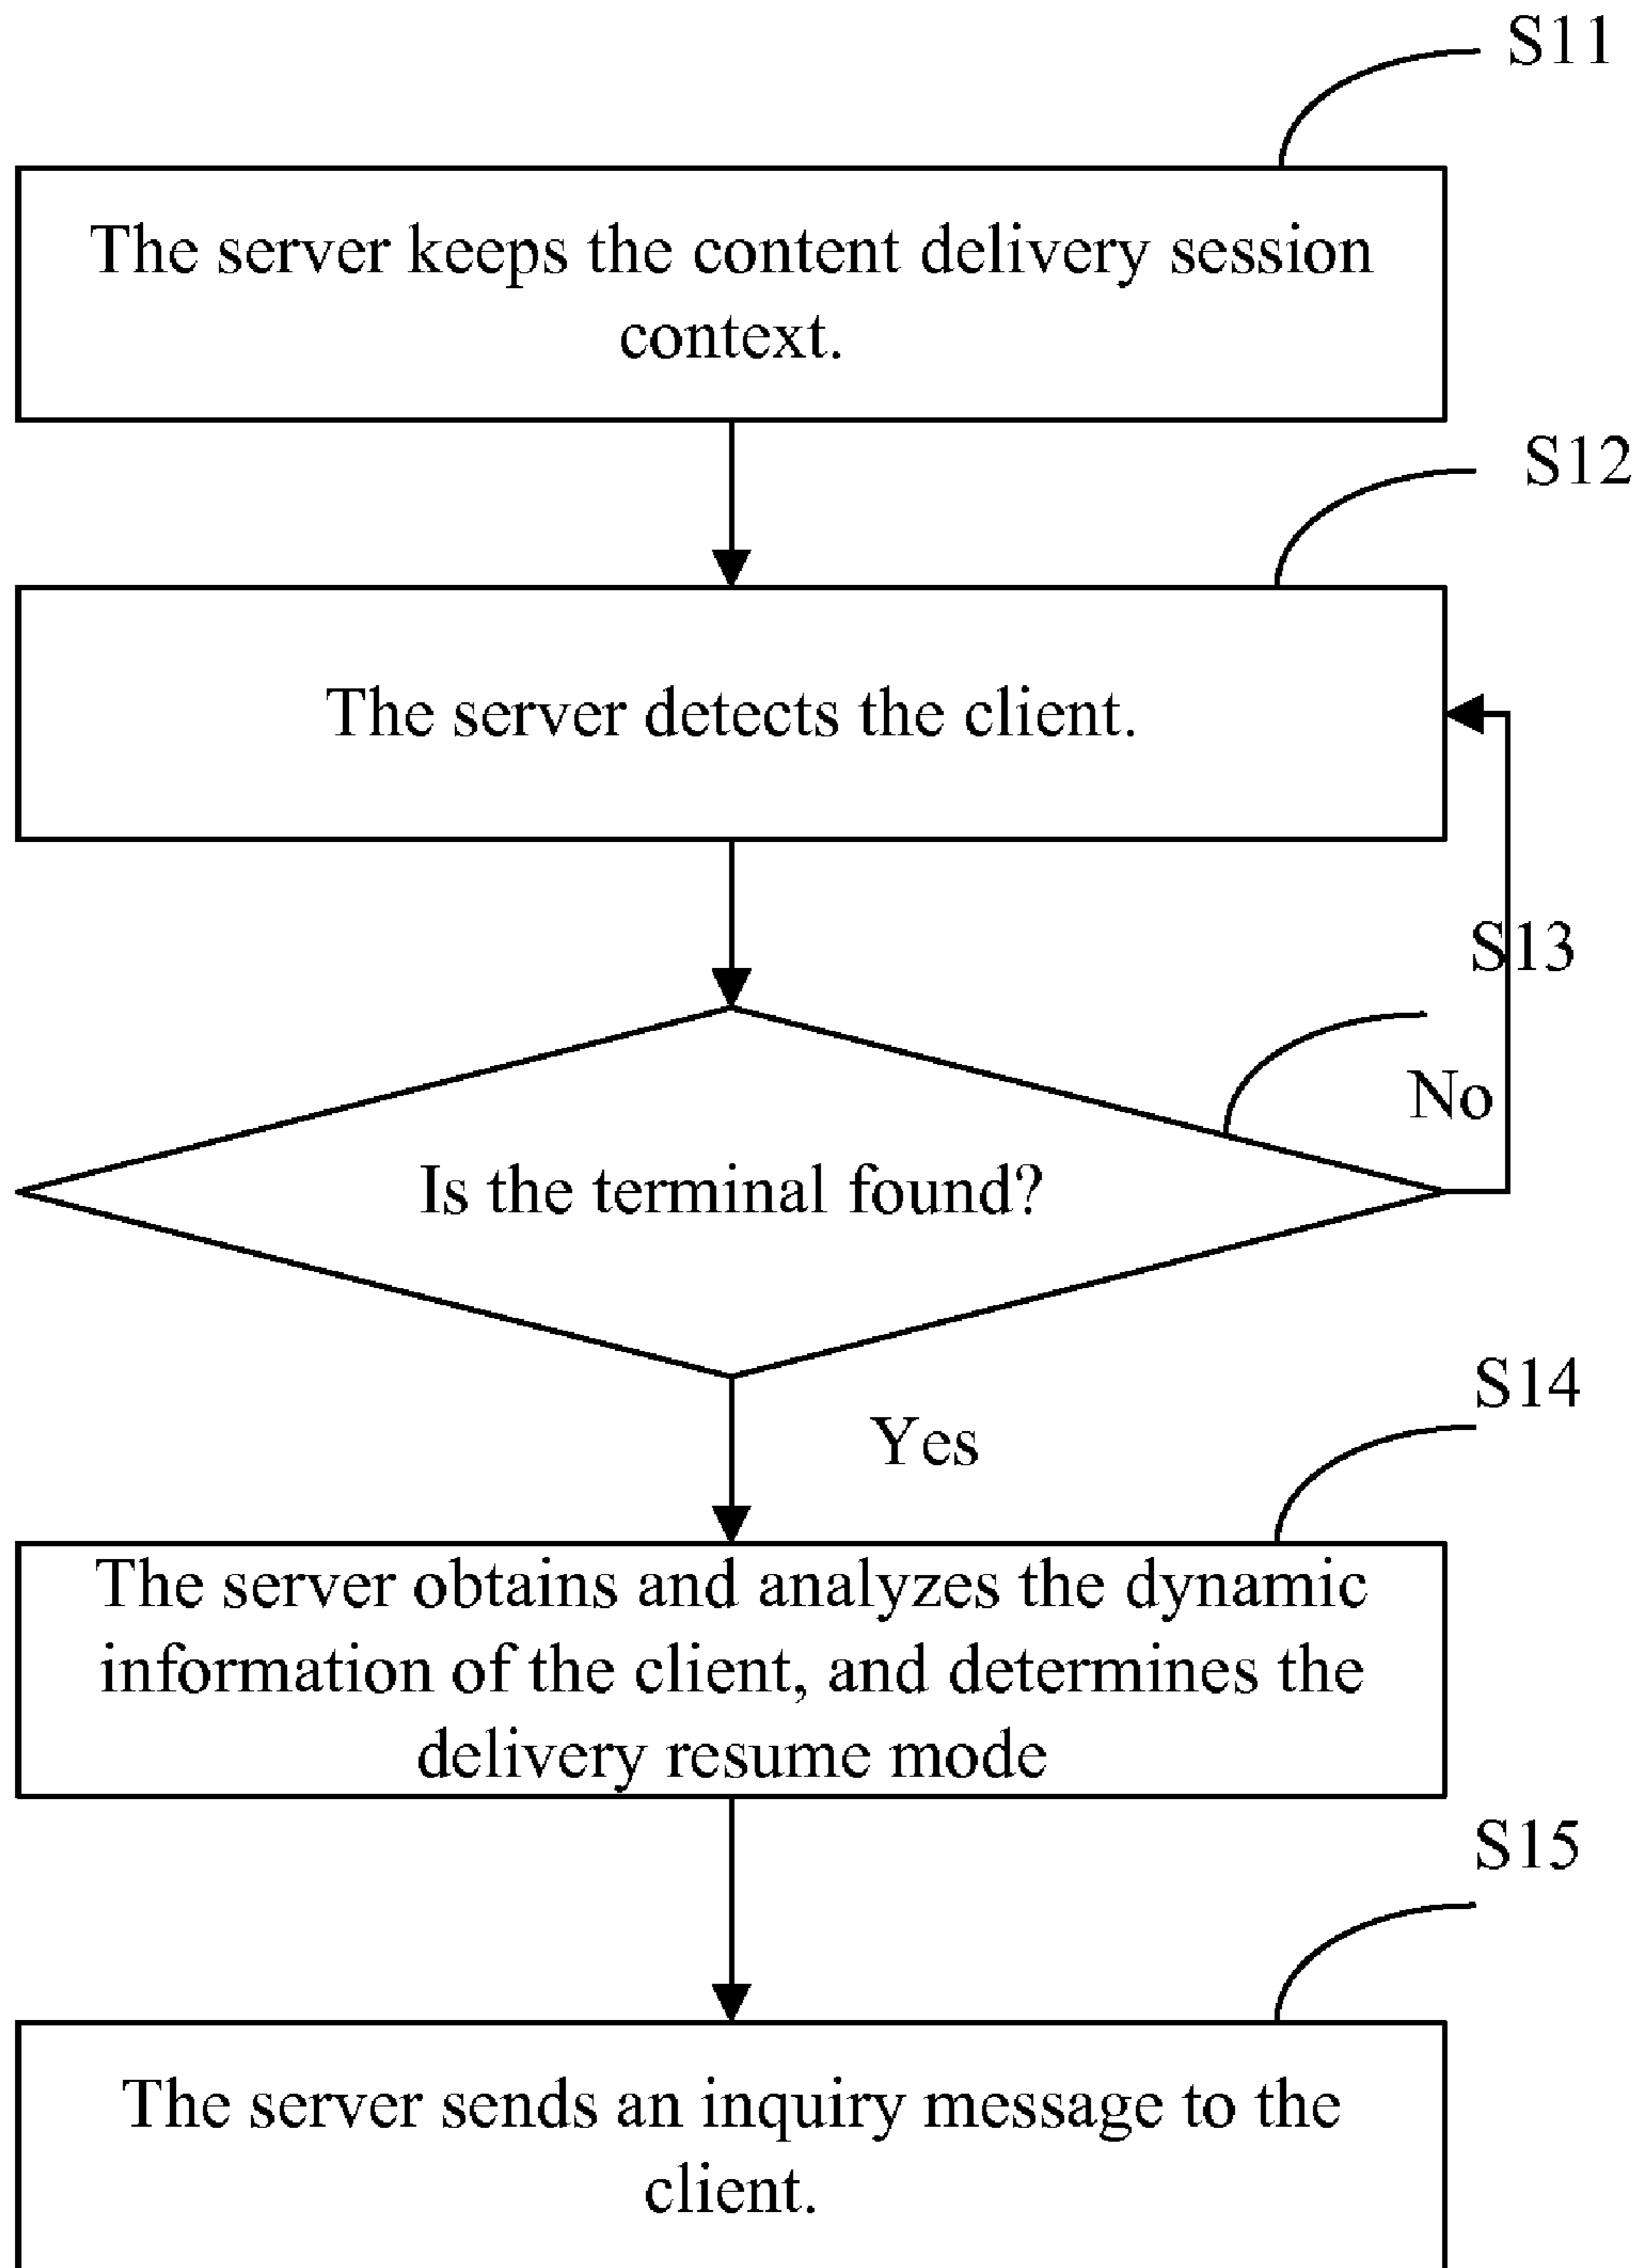 S11
The server keeps the content delivery session
context.
S12
The server detects the client.
S13
No
Is the terminal found?
Yes
S14
The server obtains and analyzes the dynamic
information of the client, and determines the
delivery resume mode
S15
The server sends an inquiry message to the
client.